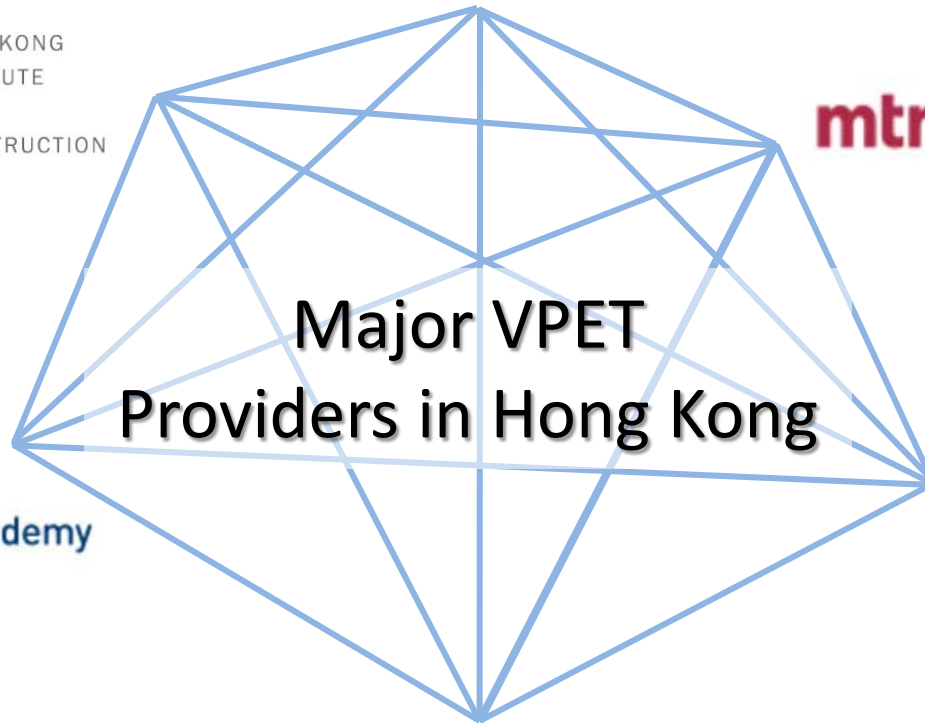 KONG
UTE
TRUCTION
mtr
Major VPET
Providers in Hong Kong
demy